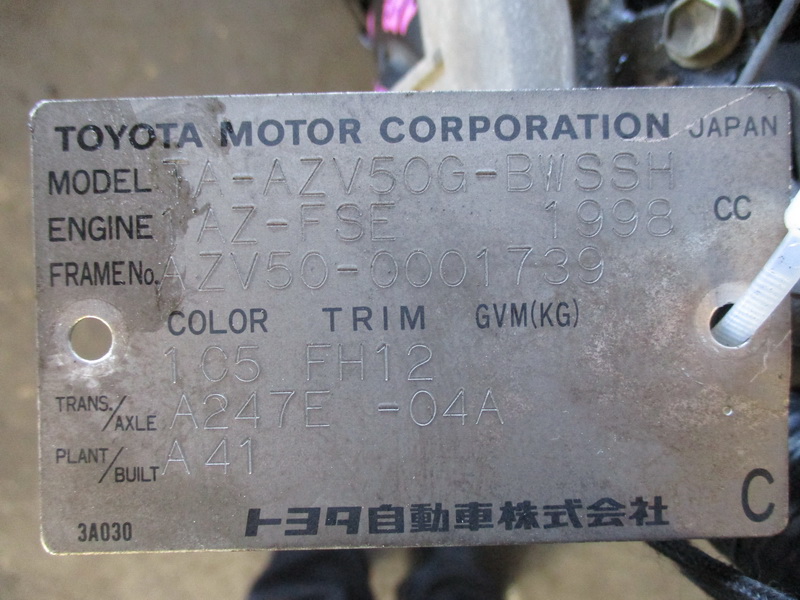 TOYOTA MOTOR CORPORATION JAPAN
MODEL TA-AZV50G-BWSSH
ENGINE 1AZ-FSE 1998 CC
FRAME No. AZV50-0001739
COLOR TRIM GVM(KG)
1C5 FH12
TRANS./AXLE A247E -04A
PLANT/BUILT A41
C
3A030 トヨタ自動車株式会社